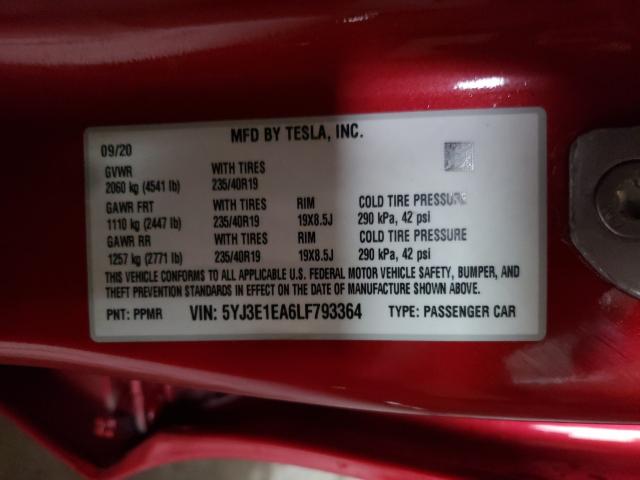 MFD BY TESLA, INC.
09/20
GVWR WITH TIRES
2060 kg (4541 lb) 235/40R19
GAWR FRT WITH TIRES RIM COLD TIRE PRESSURE
1110 kg (2447 lb) 235/40R19 19X8.5J 290 kPa, 42 psi
GAWR RR WITH TIRES RIM COLD TIRE PRESSURE
1257 kg (2771 lb) 235/40R19 19X8.5J 290 kPa, 42 psi
THIS VEHICLE CONFORMS TO ALL APPLICABLE U.S. FEDERAL MOTOR VEHICLE SAFETY, BUMPER, AND
THEFT PREVENTION STANDARDS IN EFFECT ON THE DATE OF MANUFACTURE SHOWN ABOVE.
PNT: PPMR VIN: 5YJ3E1EA6LF793364 TYPE: PASSENGER CAR